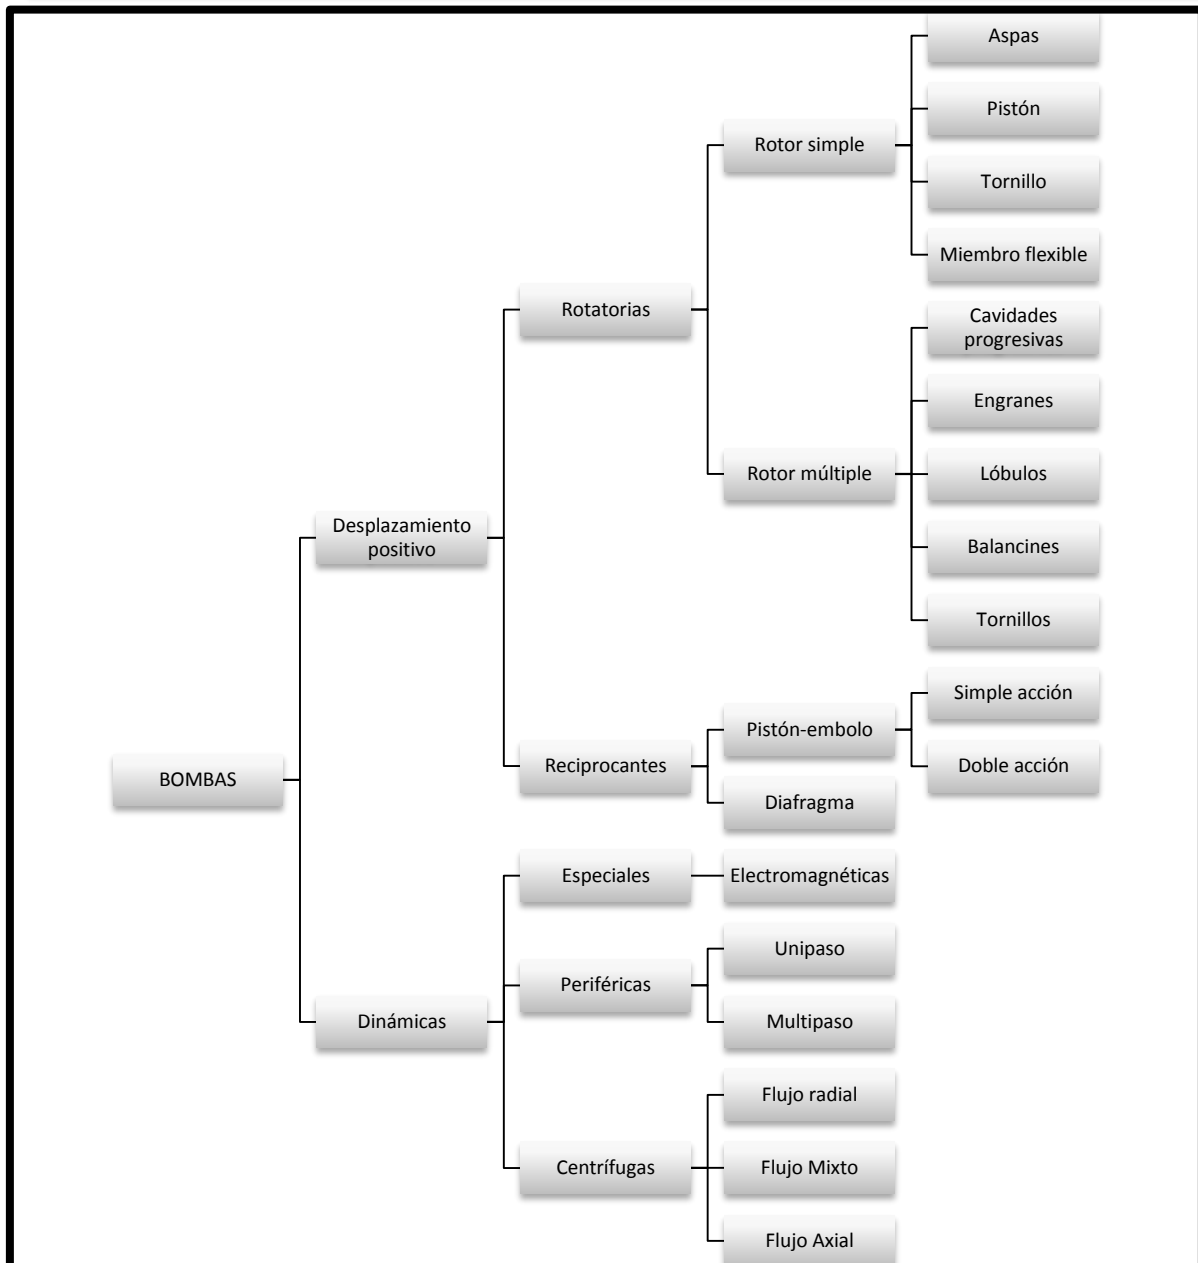 Aspas
Pistón
Rotor simple
Tornillo
Miembro flexible
Rotatorias
Cavidades
progresivas
Engranes
Rotor múltiple
Lóbulos
Desplazamiento
positivo
Balancines
Tornillos
Simple acción
Pistón-embolo
BOMBAS
Reciprocantes
Doble acción
Diafragma
Especiales
Electromagnéticas
Unipaso
Periféricas
Dinámicas
Multipaso
Flujo radial
Centrífugas
Flujo Mixto
Flujo Axial